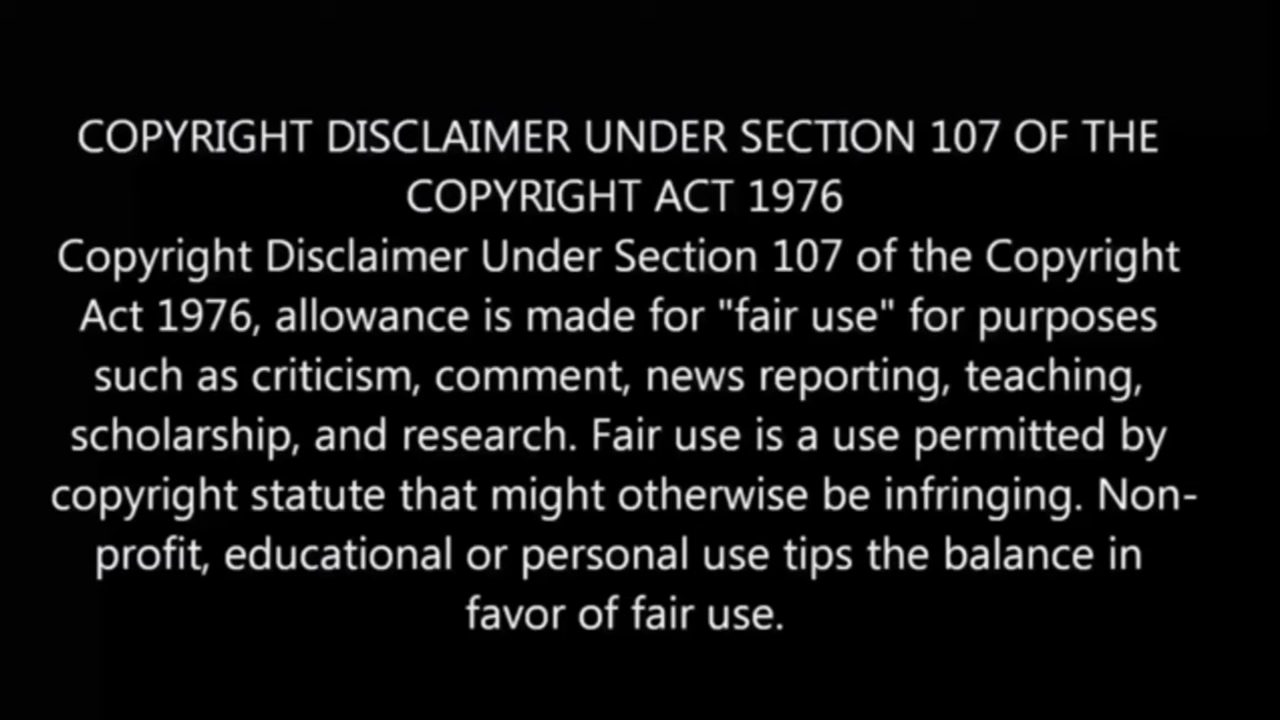 COPYRIGHT DISCLAIMER UNDER SECTION 107 OF THE
COPYRIGHT ACT 1976
Copyright Disclaimer Under Section 107 of the Copyright
Act 1976, allowance is made for "fair use" for purposes
such as criticism, comment, news reporting, teaching,
scholarship, and research. Fair use is a use permitted by
copyright statute that might otherwise be infringing. Non-
profit, educational or personal use tips the balance in
favor of fair use.